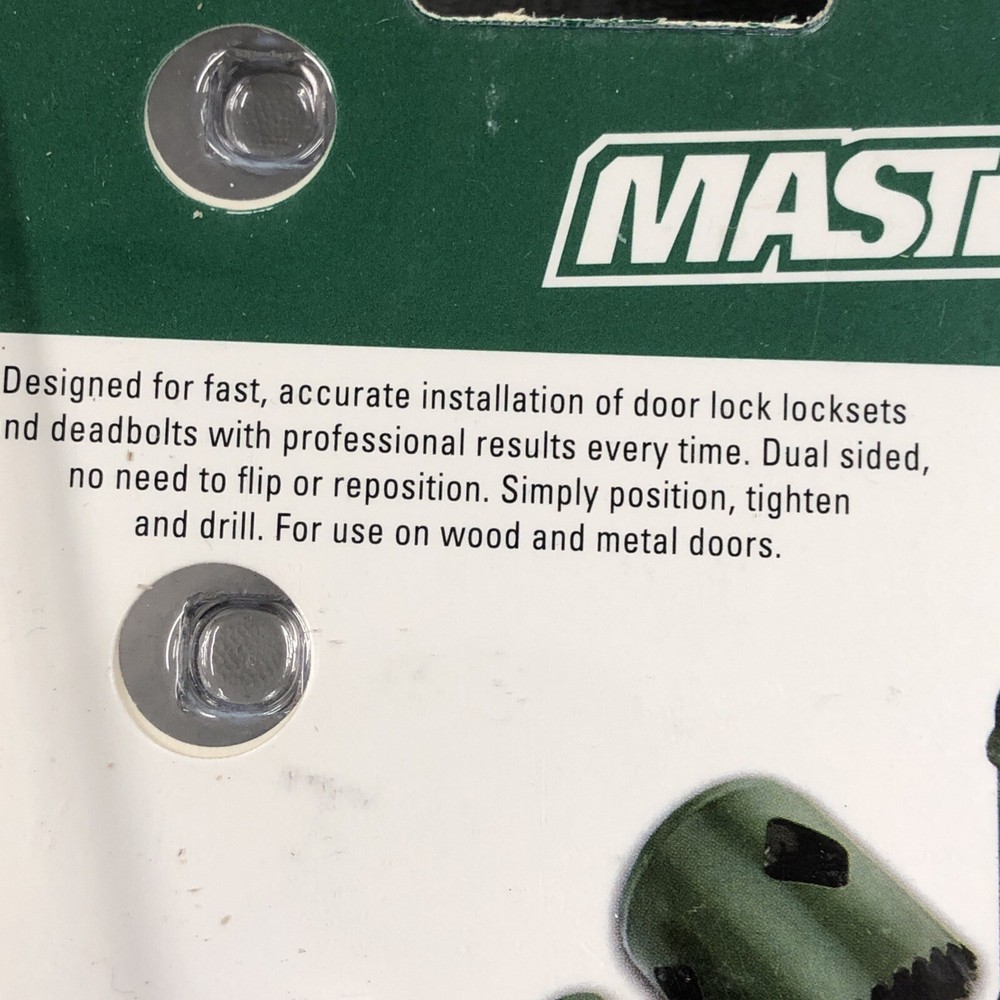 MAST
Designed for fast, accurate installation of door lock locksets
nd deadbolts with professional results every time. Dual sided,
no need to flip or reposition. Simply position, tighten
and drill. For use on wood and metal doors.